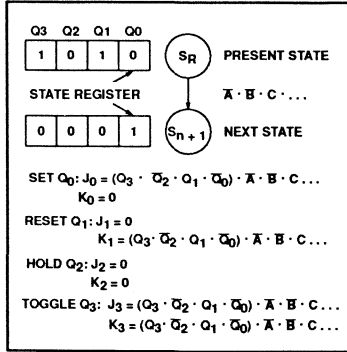 Q3 Q2 Q1 Q0
1 0 1 0 S_R PRESENT STATE
STATE REGISTER A̅ · B̅ · C · ...
0 0 0 1 S_n + 1 NEXT STATE
SET Q₀: J₀ = (Q₃ · Q̅₂ · Q₁ · Q̅₀) · A̅ · B̅ · C ...
K₀ = 0
RESET Q₁: J₁ = 0
K₁ = (Q₃ · Q̅₂ · Q₁ · Q̅₀) · A̅ · B̅ · C ...
HOLD Q₂: J₂ = 0
K₂ = 0
TOGGLE Q₃: J₃ = (Q₃ · Q̅₂ · Q₁ · Q̅₀) · A̅ · B̅ · C ...
K₃ = (Q₃ · Q̅₂ · Q₁ · Q̅₀) · A̅ · B̅ · C ...